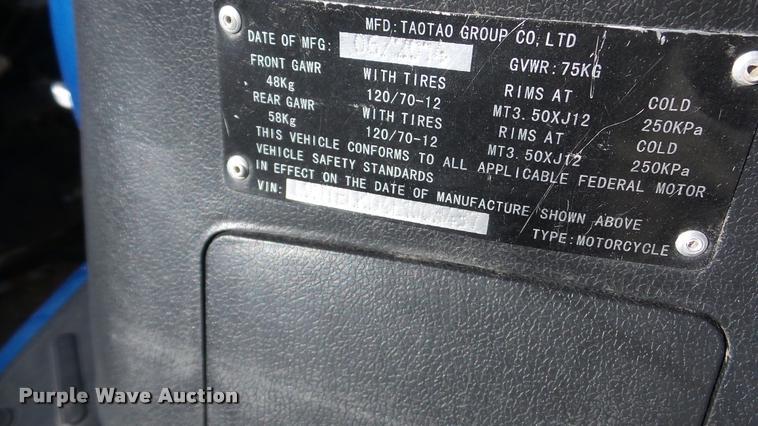 MFD: TAOTAO GROUP CO, LTD
DATE OF MFG: GVWR: 75KG
FRONT GAWR WITH TIRES RIMS AT COLD
48Kg 120/70-12 MT3.50XJ12 250KPa
REAR GAWR WITH TIRES RIMS AT COLD
58Kg 120/70-12 MT3.50XJ12 250KPa
THIS VEHICLE CONFORMS TO ALL APPLICABLE FEDERAL MOTOR
VEHICLE SAFETY STANDARDS
IN EFFECT ON THE DATE OF MANUFACTURE SHOWN ABOVE
VIN: TYPE: MOTORCYCLE
Purple Wave Auction